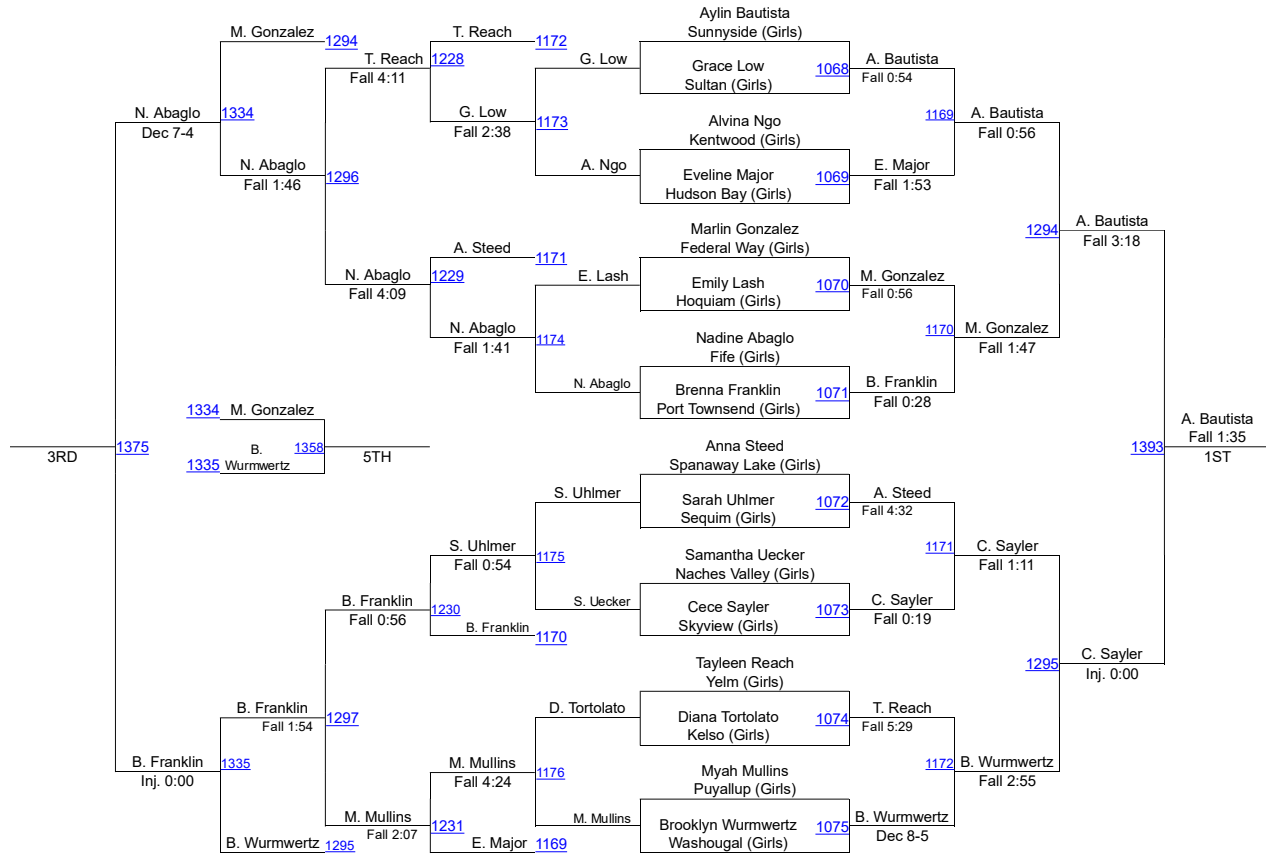 Aylin Bautista
Sunnyside (Girls)
M. Gonzalez
1294
T. Reach
1172
T. Reach
1228
Fall 4:11
G. Low
Grace Low
Sultan (Girls)
1068
A. Bautista
Fall 0:54
N. Abaglo
1334
Dec 7-4
G. Low
Fall 2:38
1173
Alvina Ngo
Kentwood (Girls)
1169
A. Bautista
Fall 0:56
N. Abaglo
Fall 1:46
1296
A. Ngo
Eveline Major
Hudson Bay (Girls)
1069
E. Major
Fall 1:53
Marlin Gonzalez
Federal Way (Girls)
1294
A. Bautista
Fall 3:18
A. Steed
1171
N. Abaglo
1229
Fall 4:09
E. Lash
Emily Lash
Hoquiam (Girls)
1070
M. Gonzalez
Fall 0:56
N. Abaglo
Fall 1:41
1174
Nadine Abaglo
Fife (Girls)
1170
M. Gonzalez
Fall 1:47
N. Abaglo
Brenna Franklin
Port Townsend (Girls)
1071
B. Franklin
Fall 0:28
1334
M. Gonzalez
3RD
1375
1335
B.
Wurmwertz
1358
5TH
Anna Steed
Spanaway Lake (Girls)
1393
A. Bautista
Fall 1:35
1ST
S. Uhlmer
Sarah Uhlmer
Sequim (Girls)
1072
A. Steed
Fall 4:32
S. Uhlmer
Fall 0:54
1175
Samantha Uecker
Naches Valley (Girls)
1171
C. Sayler
Fall 1:11
B. Franklin
Fall 0:56
1230
B. Franklin
1170
S. Uecker
Cece Sayler
Skyview (Girls)
1073
C. Sayler
Fall 0:19
Tayleen Reach
Yelm (Girls)
1295
C. Sayler
Inj. 0:00
B. Franklin
Fall 1:54
1297
D. Tortolato
Diana Tortolato
Kelso (Girls)
1074
T. Reach
Fall 5:29
B. Franklin
Inj. 0:00
1335
M. Mullins
Fall 4:24
1176
Myah Mullins
Puyallup (Girls)
1172
B. Wurmwertz
Fall 2:55
M. Mullins
Fall 2:07
1231
M. Mullins
Brooklyn Wurmwertz
Washougal (Girls)
1075
B. Wurmwertz
Dec 8-5
B. Wurmwertz
1295
E. Major
1169